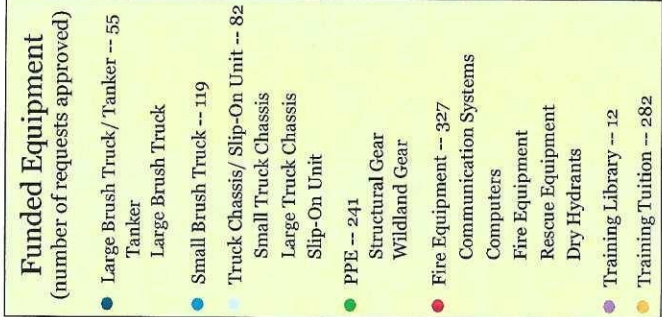 Funded Equipment
(number of requests approved)
Large Brush Truck/ Tanker -- 55
Tanker
Large Brush Truck
Small Brush Truck -- 119
Truck Chassis/ Slip-On Unit -- 82
Small Truck Chassis
Large Truck Chassis
Slip-On Unit
PPE -- 241
Structural Gear
Wildland Gear
Fire Equipment -- 327
Communication Systems
Computers
Fire Equipment
Rescue Equipment
Dry Hydrants
Training Library -- 12
Training Tuition -- 282